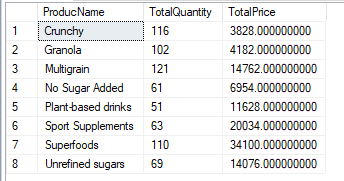 ProducName TotalQuantity TotalPrice
1 Crunchy 116 3828.000000000
2 Granola 102 4182.000000000
3 Multigrain 121 14762.000000000
4 No Sugar Added 61 6954.000000000
5 Plant-based drinks 51 11628.000000000
6 Sport Supplements 63 20034.000000000
7 Superfoods 110 34100.000000000
8 Unrefined sugars 69 14076.000000000